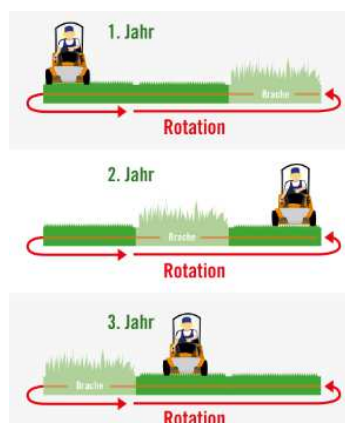 1. Jahr
Brache
Rotation
2. Jahr
Brache
Rotation
3. Jahr
Brache
Rotation